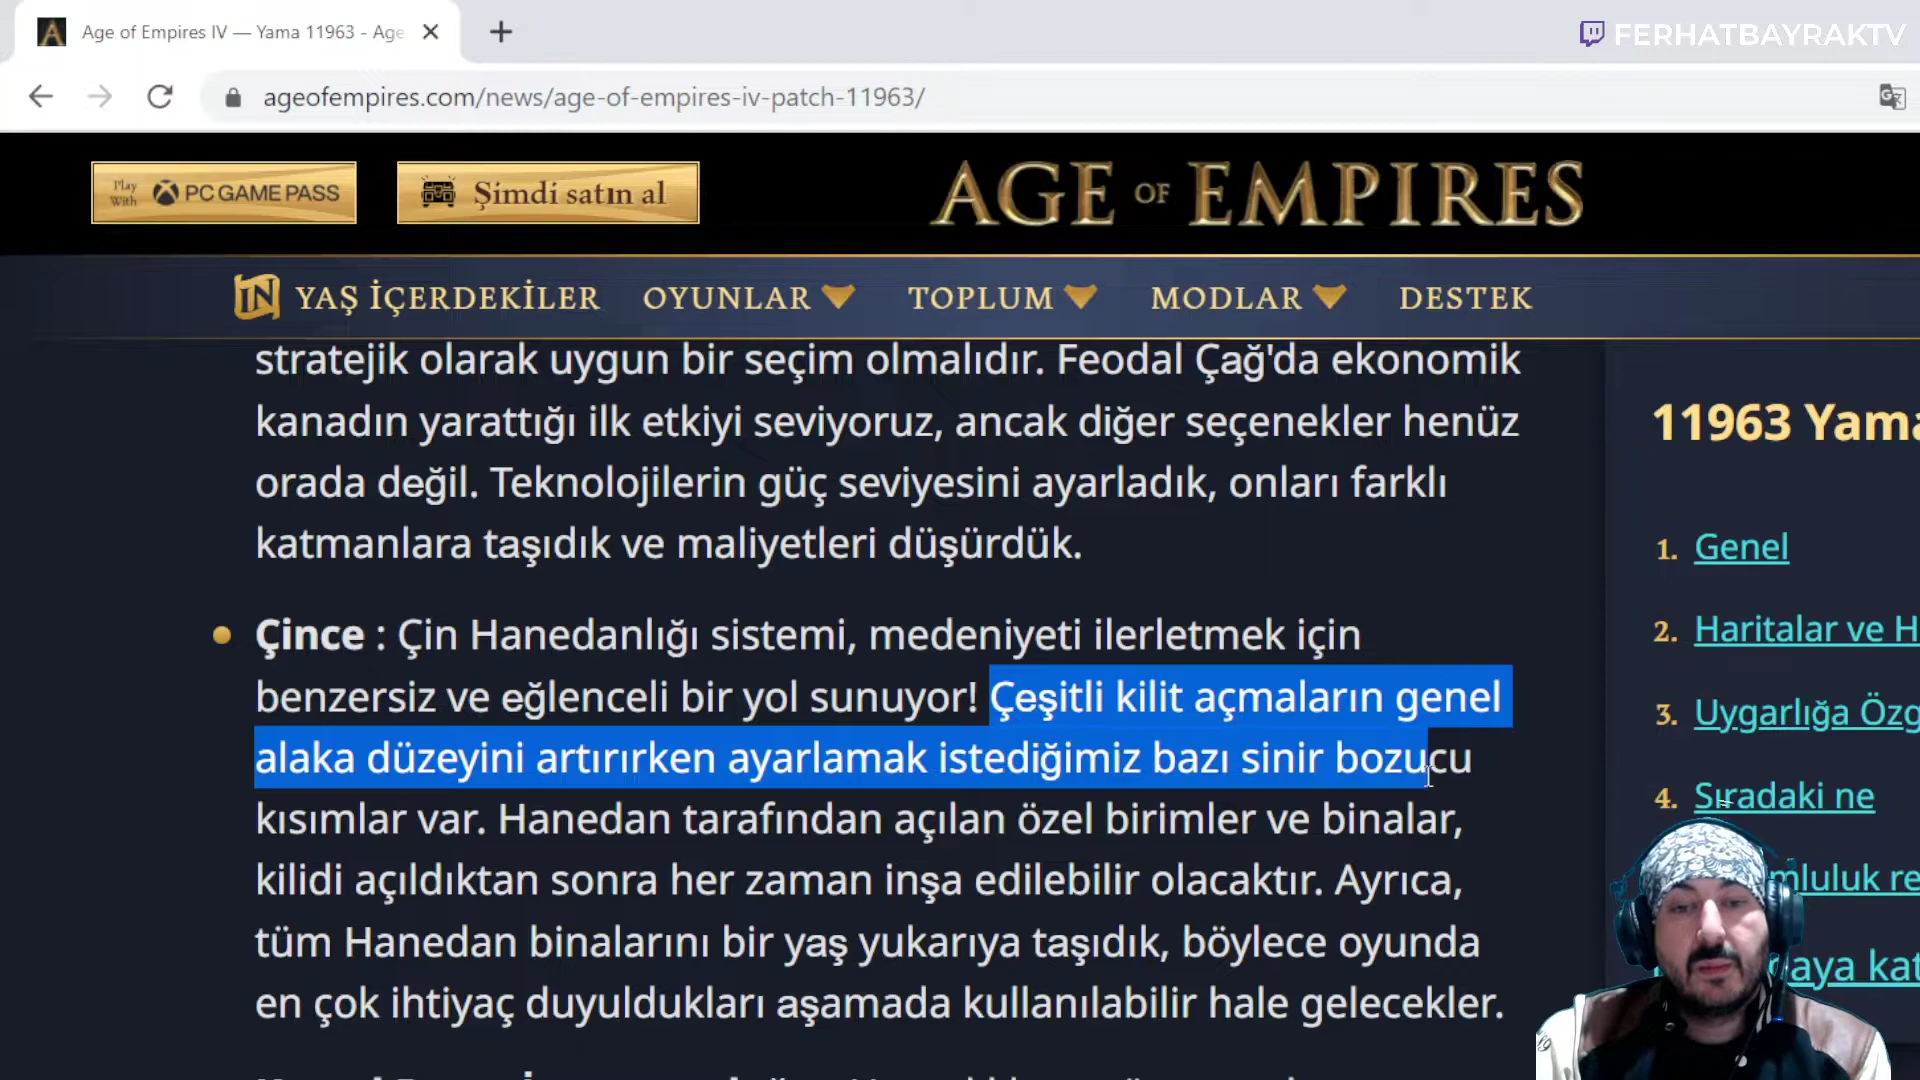 Age of Empires IV — Yama 11963 - Age
FERHATBAYRAKTV
ageofempires.com/news/age-of-empires-iv-patch-11963/
Play With PC GAME PASS
Şimdi satın al
AGE OF EMPIRES
YAŞ İÇERDEKİLER OYUNLAR TOPLUM MODLAR DESTEK
stratejik olarak uygun bir seçim olmalıdır. Feodal Çağ'da ekonomik
kanadın yarattığı ilk etkiyi seviyoruz, ancak diğer seçenekler henüz
orada değil. Teknolojilerin güç seviyesini ayarladık, onları farklı
katmanlara taşıdık ve maliyetleri düşürdük.
Çince : Çin Hanedanlığı sistemi, medeniyeti ilerletmek için
benzersiz ve eğlenceli bir yol sunuyor! Çeşitli kilit açmaların genel
alaka düzeyini artırırken ayarlamak istediğimiz bazı sinir bozucu
kısımlar var. Hanedan tarafından açılan özel birimler ve binalar,
kilidi açıldıktan sonra her zaman inşa edilebilir olacaktır. Ayrıca,
tüm Hanedan binalarını bir yaş yukarıya taşıdık, böylece oyunda
en çok ihtiyaç duyuldukları aşamada kullanılabilir hale gelecekler.
11963 Yama
1. Genel
2. Haritalar ve H
3. Uygarlığa Özg
4. Sıradaki ne
mluluk re
aya kat